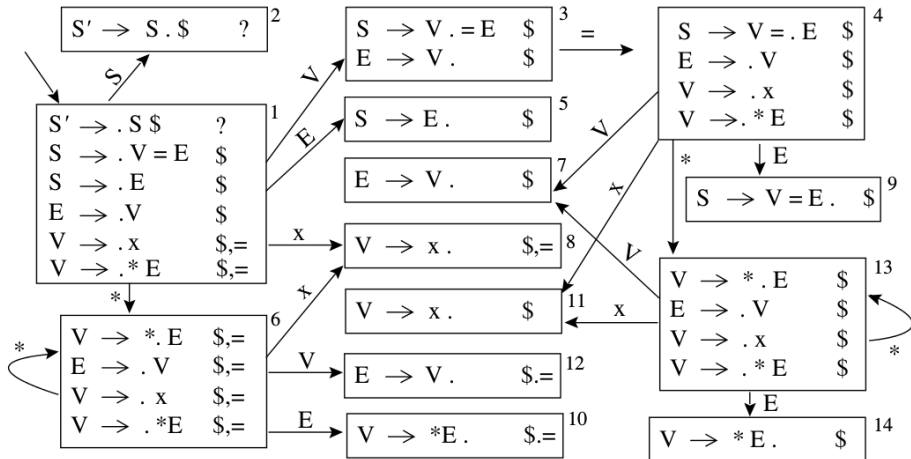 S′ → S . $ ?
2
S
S′ → . S $ ?
S → . V = E $
S → . E $
E → . V $
V → . x $,=
V → . * E $,=
1
V
E
x
*
S → V . = E $
E → V . $
3
=
S → V = . E $
E → . V $
V → . x $
V → . * E $
4
S → E . $
5
E → V . $
7
V
x
*
E
S → V = E . $
9
V → x . $,=
8
V → x . $
11
V
x
V → * . E $
E → . V $
V → . x $
V → . * E $
13
*
E
V → *. E $,=
E → . V $,=
V → . x $,=
V → . *E $,=
6
*
x
V
E
E → V . $.=
12
V → *E . $.=
10
V → * E . $
14